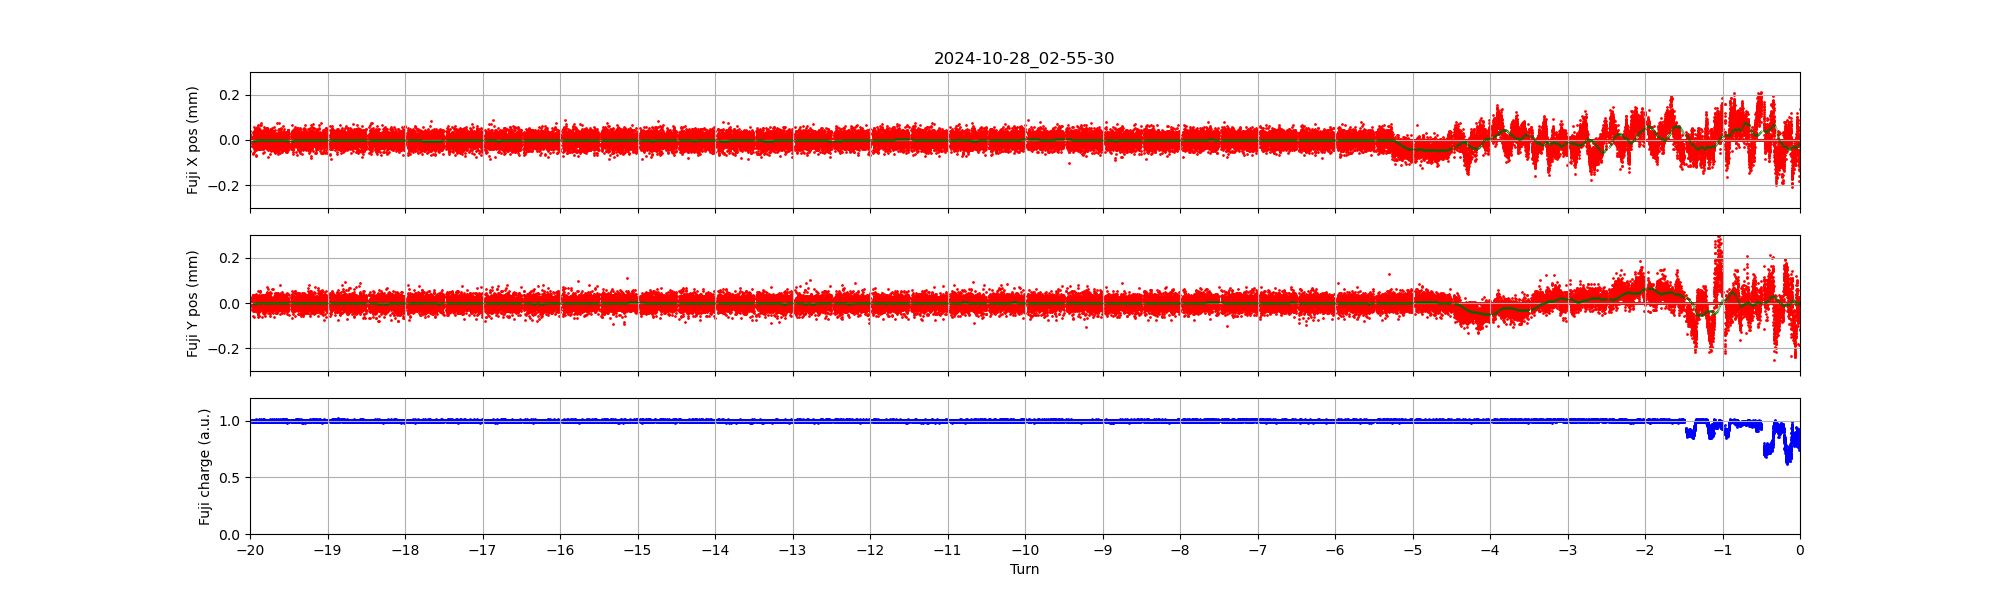 2024-10-28_02-55-30
Fuji X pos (mm)
0.2
0.0
−0.2
Fuji Y pos (mm)
0.2
0.0
−0.2
Fuji charge (a.u.)
1.0
0.5
0.0
−20 −19 −18 −17 −16 −15 −14 −13 −12 −11 −10 −9 −8 −7 −6 −5 −4 −3 −2 −1 0
Turn